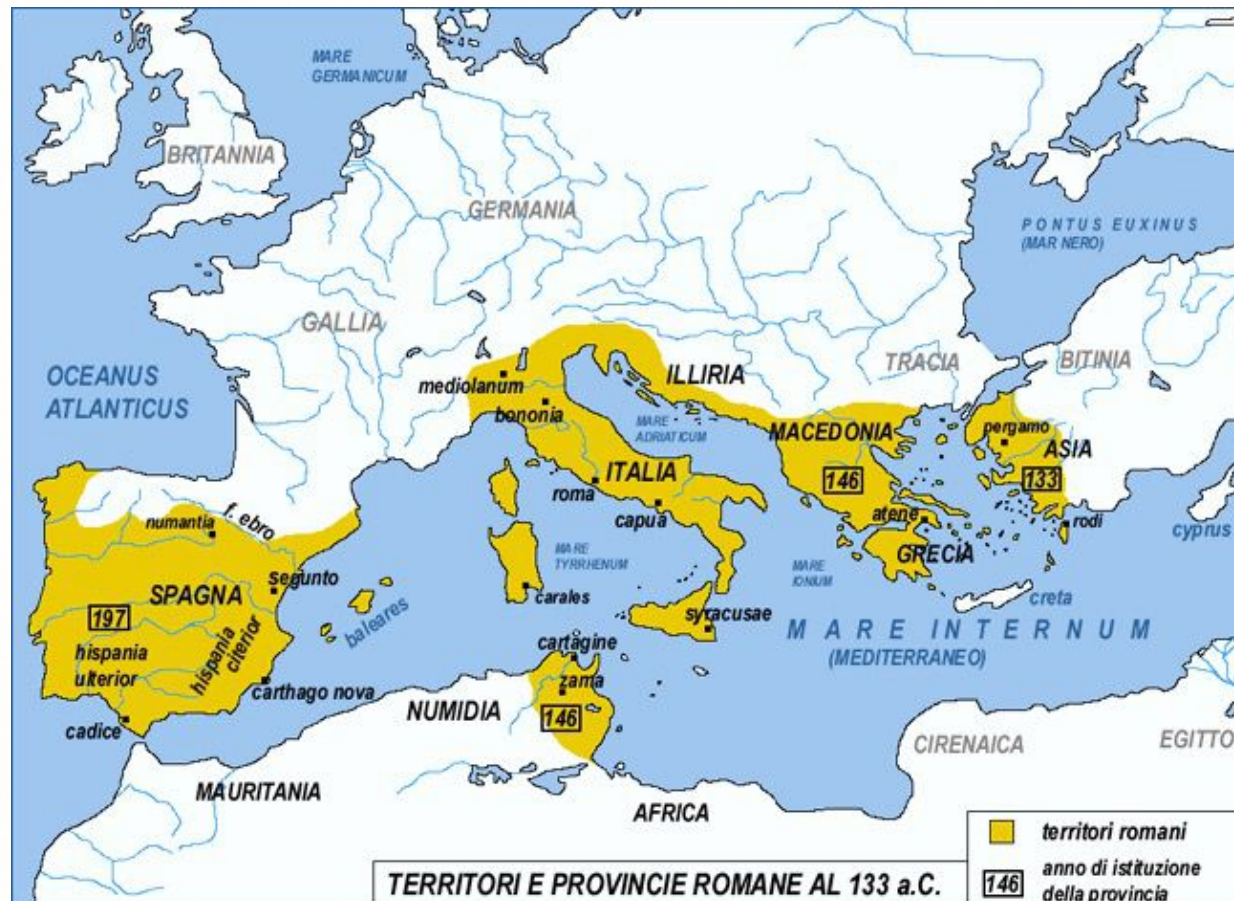 MARE
GERMANICUM
BRITANNIA
GERMANIA
PONTUS EUXINUS
(MAR NERO)
GALLIA
OCEANUS
ATLANTICUS
TRACIA
BITINIA
ILLIRIA
mediolanum
bononia
MARE
ADRIATICUM
MACEDONIA
146
pergamo
ASIA
133
ITALIA
roma
capua
atene
GRECIA
rodi
cyprus
numantia
f. ebro
segunto
SPAGNA
197
hispania
ulterior
hispania
citerior
baleares
carthago nova
cadice
MARE
TYRRHENUM
carales
MARE
IONIUM
creta
syracusae
MARE INTERNUM
(MEDITERRANEO)
cartagine
zama
146
NUMIDIA
MAURITANIA
AFRICA
CIRENAICA
EGITTO
territori romani
146
anno di istituzione
della provincia
TERRITORI E PROVINCIE ROMANE AL 133 a.C.